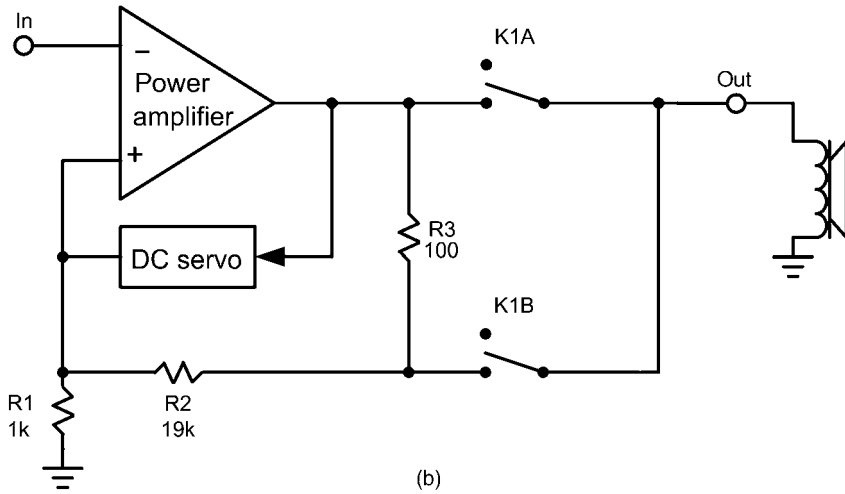 In
K1A
−
Power
amplifier
+
Out
R3
100
DC servo
K1B
R1
1k
R2
19k
(b)